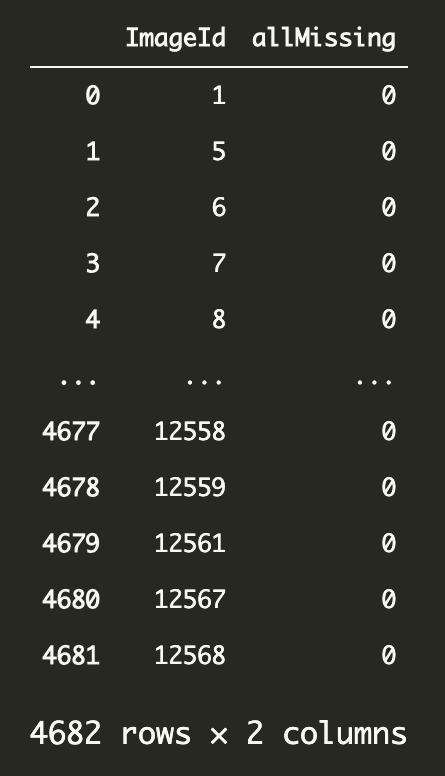 ImageId allMissing
0 1 0
1 5 0
2 6 0
3 7 0
4 8 0
... ... ...
4677 12558 0
4678 12559 0
4679 12561 0
4680 12567 0
4681 12568 0
4682 rows × 2 columns